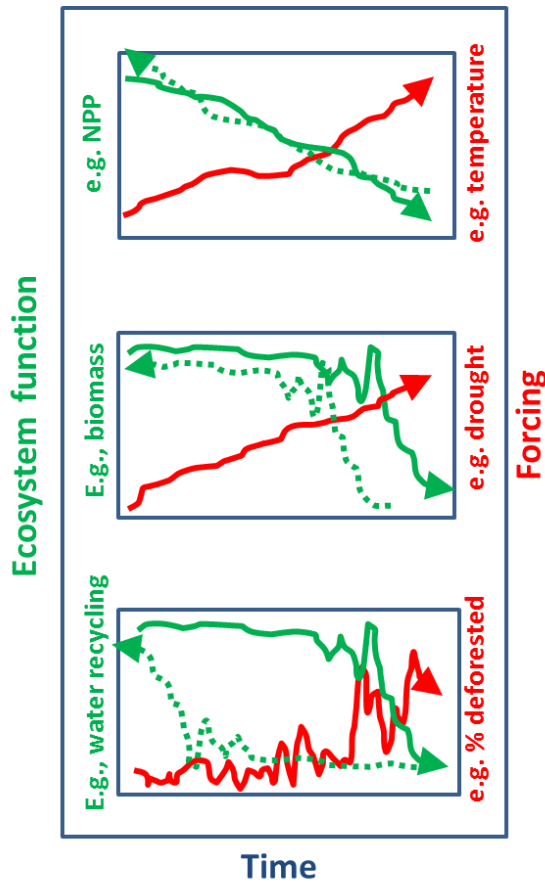 Ecosystem function
e.g. NPP
e.g. temperature
E.g., biomass
e.g. drought
E.g., water recycling
e.g. % deforested
Forcing
Time